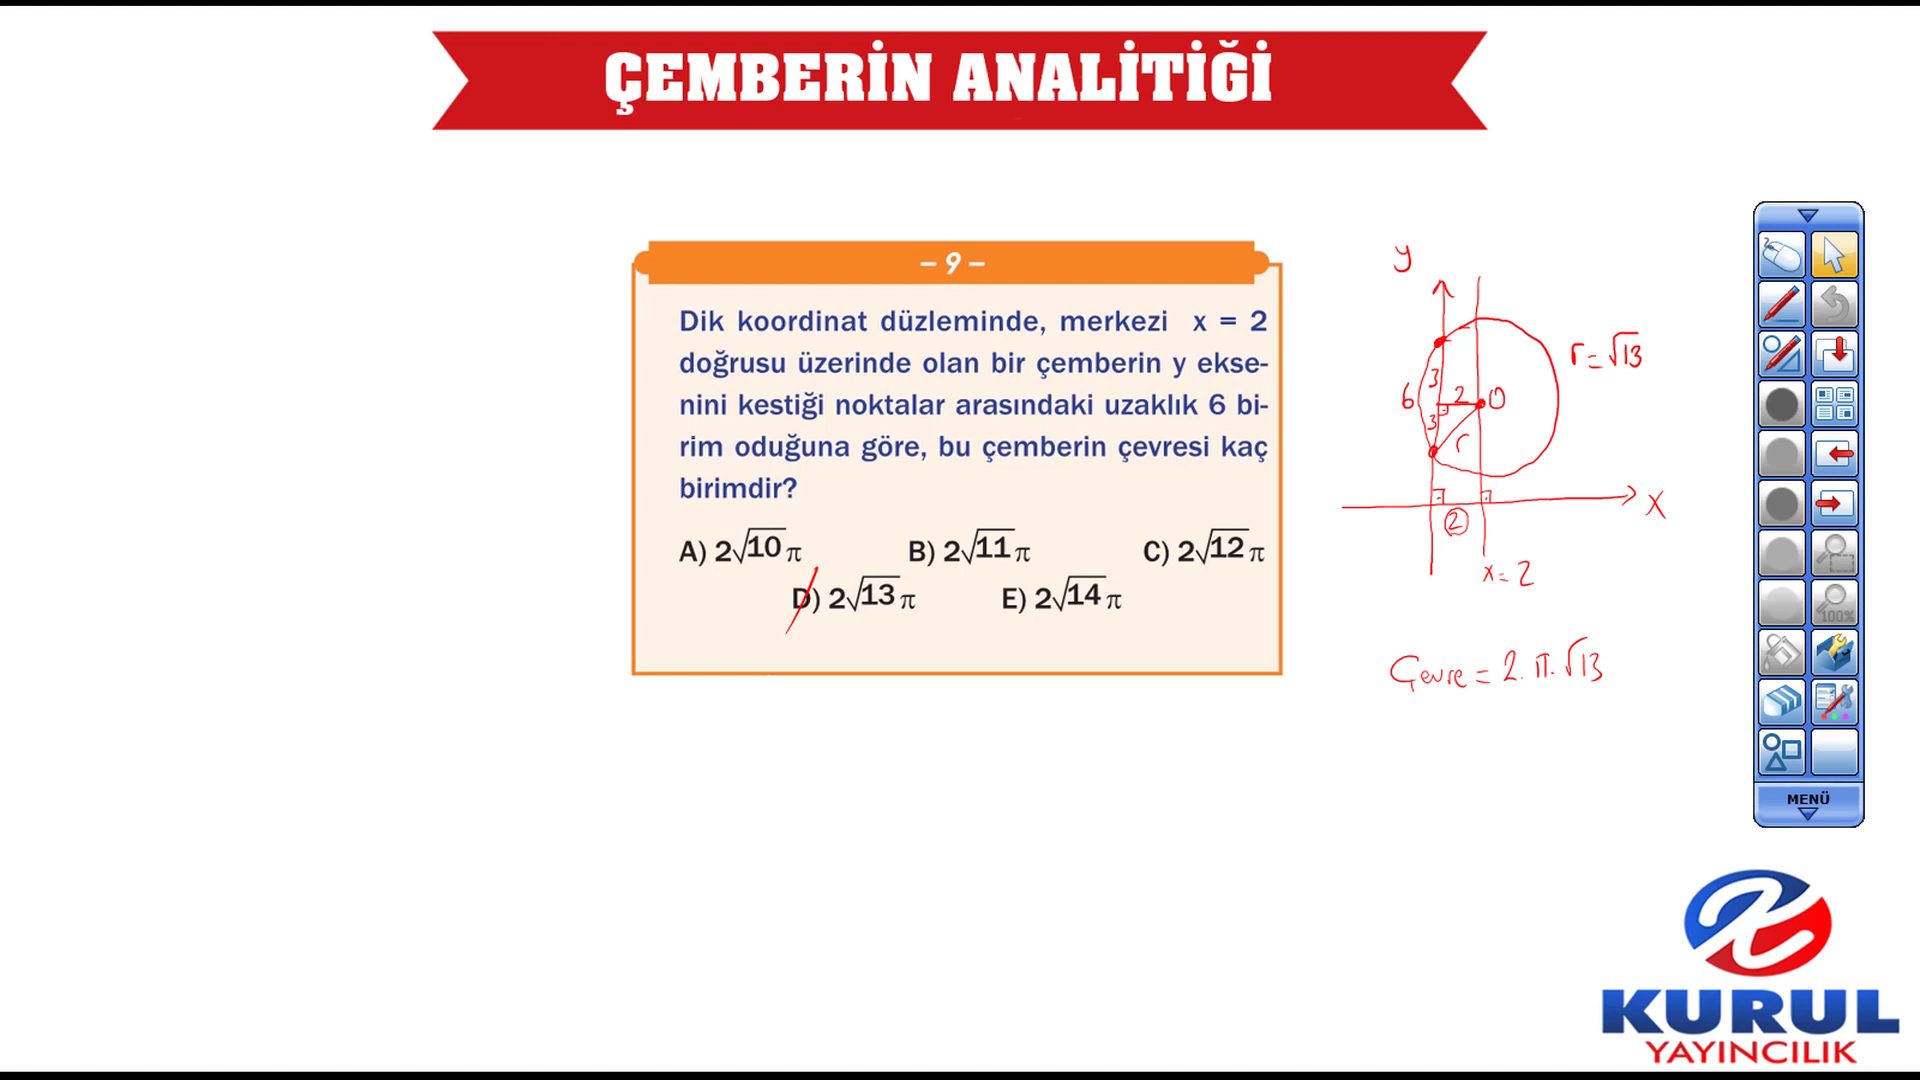 ÇEMBERİN ANALİTİĞİ
– 9 –
Dik koordinat düzleminde, merkezi x = 2
doğrusu üzerinde olan bir çemberin y ekse-
nini kestiği noktalar arasındaki uzaklık 6 bi-
rim oduğuna göre, bu çemberin çevresi kaç
birimdir?
A) 2√10 π B) 2√11 π C) 2√12 π
D) 2√13 π E) 2√14 π
y
r = √13
3
6 2 O
3
r
x
2
x = 2
Çevre = 2. π. √13
100%
MENÜ
KURUL
YAYINCILIK